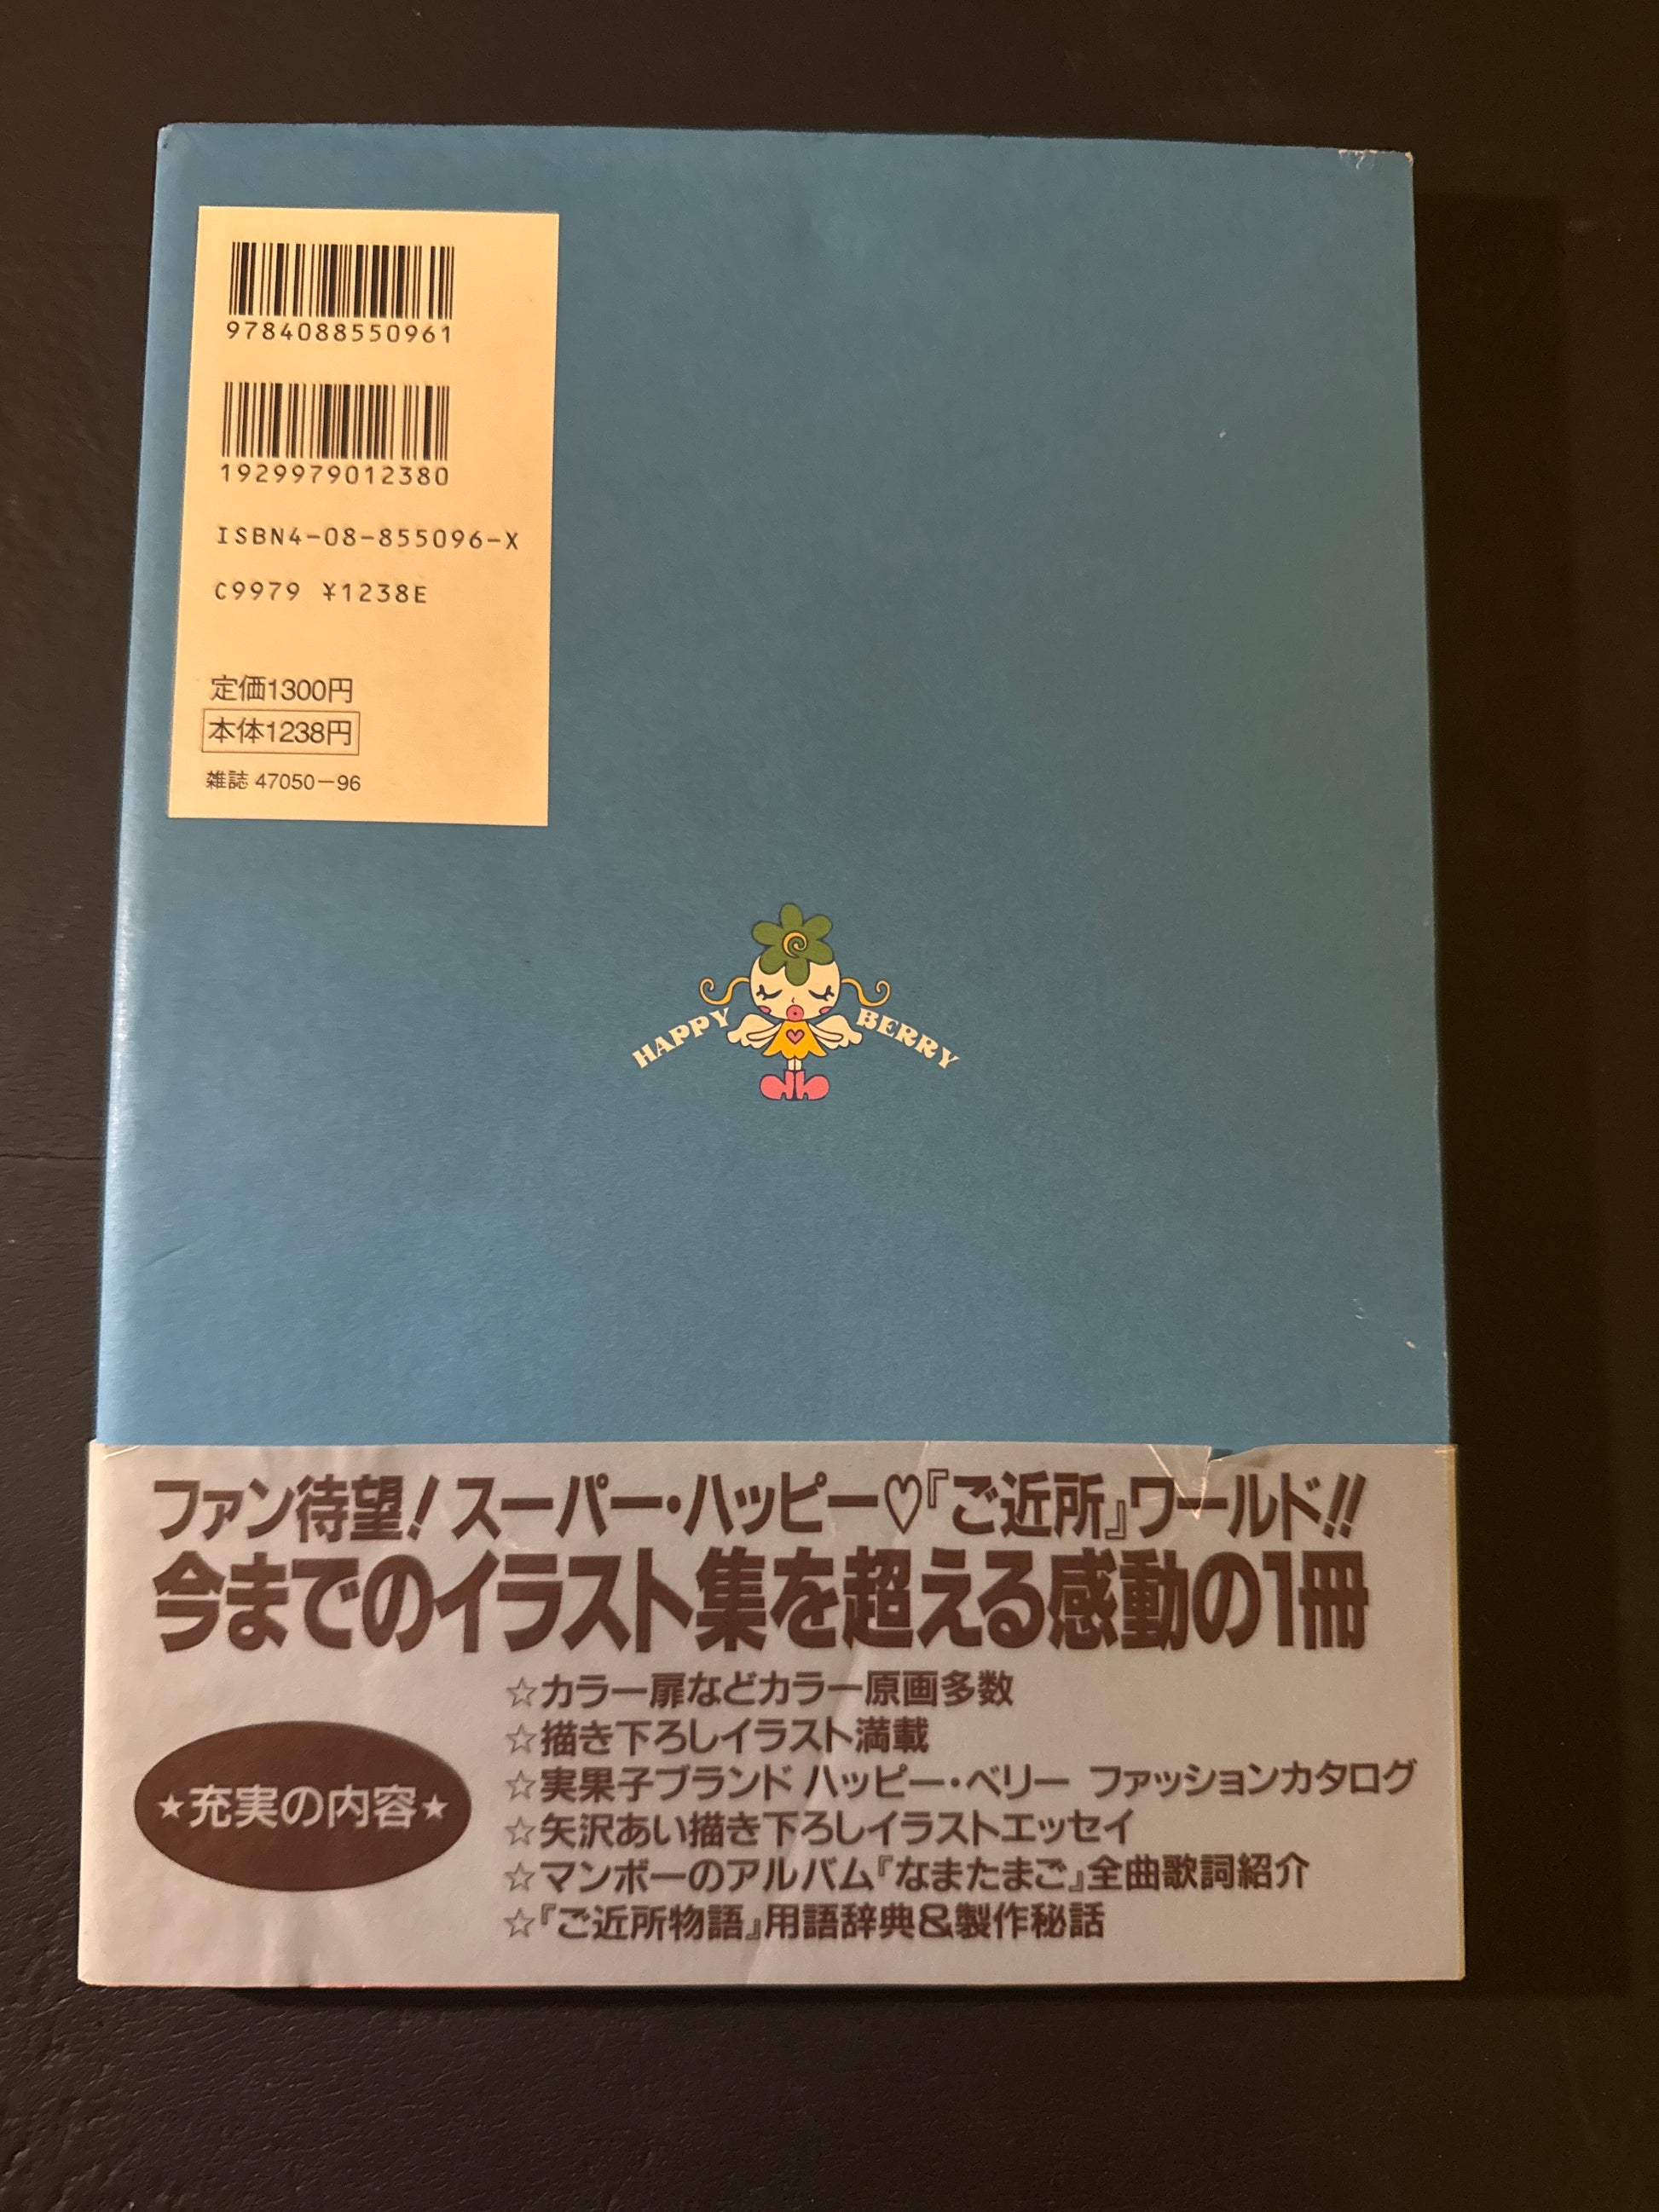 9784088550961
1929979012380
ISBN4-08-855096-X
C9979 ¥1238E
定価1300円
本体1238円
雑誌 47050-96
HAPPY BERRY
ファン待望!スーパー・ハッピー♡『ご近所』ワールド!!
今までのイラスト集を超える感動の1冊
★充実の内容★
☆カラー扉などカラー原画多数
☆描き下ろしイラスト満載
☆実果子ブランド ハッピー・ベリー ファッションカタログ
☆矢沢あい描き下ろしイラストエッセイ
☆マンボーのアルバム『なまたまご』全曲歌詞紹介
☆『ご近所物語』用語辞典&製作秘話